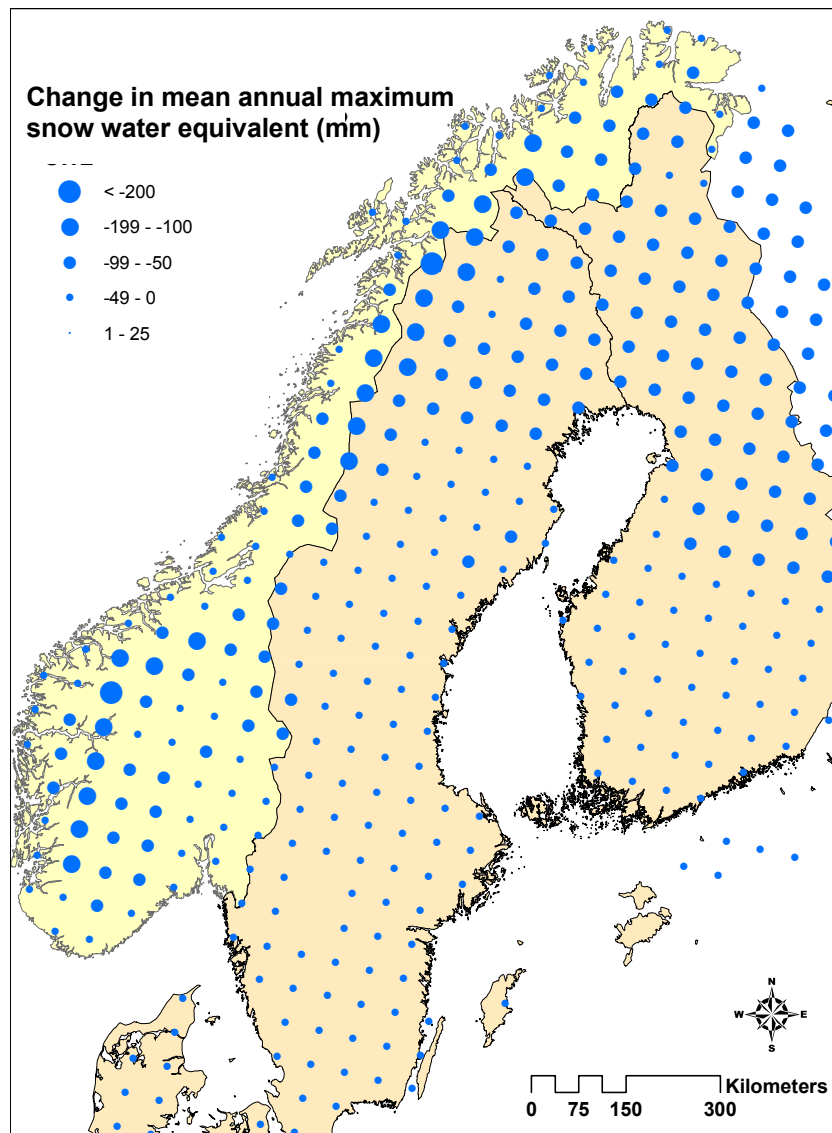 Change in mean annual maximum
snow water equivalent (mm)
< -200
-199 - -100
-99 - -50
-49 - 0
1 - 25
N
W E
S
Kilometers
0 75 150 300